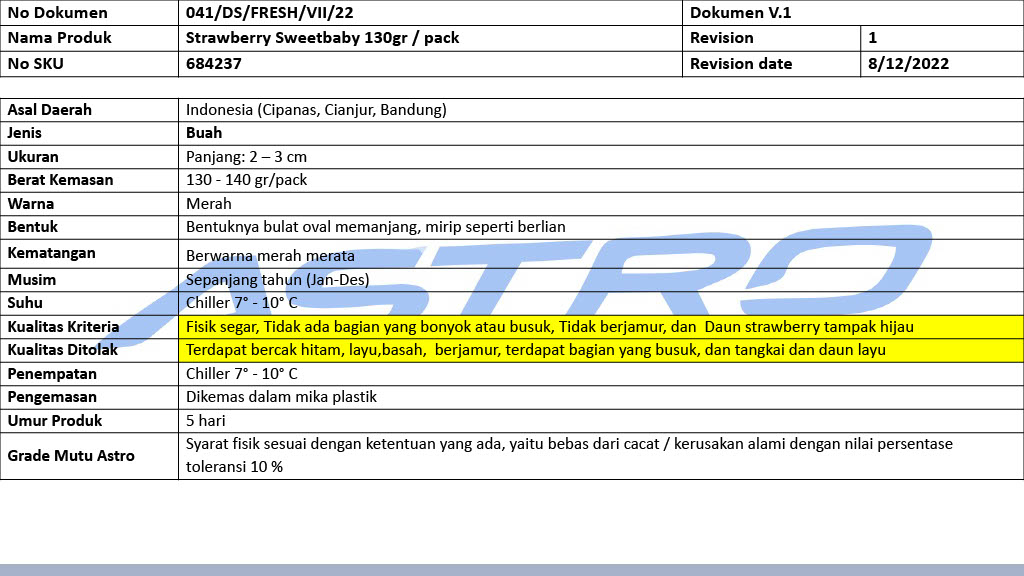 No Dokumen 041/DS/FRESH/VII/22 Dokumen V.1
Nama Produk Strawberry Sweetbaby 130gr / pack Revision 1
No SKU 684237 Revision date 8/12/2022
Asal Daerah Indonesia (Cipanas, Cianjur, Bandung)
Jenis Buah
Ukuran Panjang: 2 – 3 cm
Berat Kemasan 130 - 140 gr/pack
Warna Merah
Bentuk Bentuknya bulat oval memanjang, mirip seperti berlian
Kematangan Berwarna merah merata
Musim Sepanjang tahun (Jan-Des)
Suhu Chiller 7° - 10° C
Kualitas Kriteria Fisik segar, Tidak ada bagian yang bonyok atau busuk, Tidak berjamur, dan  Daun strawberry tampak hijau
Kualitas Ditolak Terdapat bercak hitam, layu,basah,  berjamur, terdapat bagian yang busuk, dan tangkai dan daun layu
Penempatan Chiller 7° - 10° C
Pengemasan Dikemas dalam mika plastik
Umur Produk 5 hari
Grade Mutu Astro Syarat fisik sesuai dengan ketentuan yang ada, yaitu bebas dari cacat / kerusakan alami dengan nilai persentase
toleransi 10 %
ASTRO